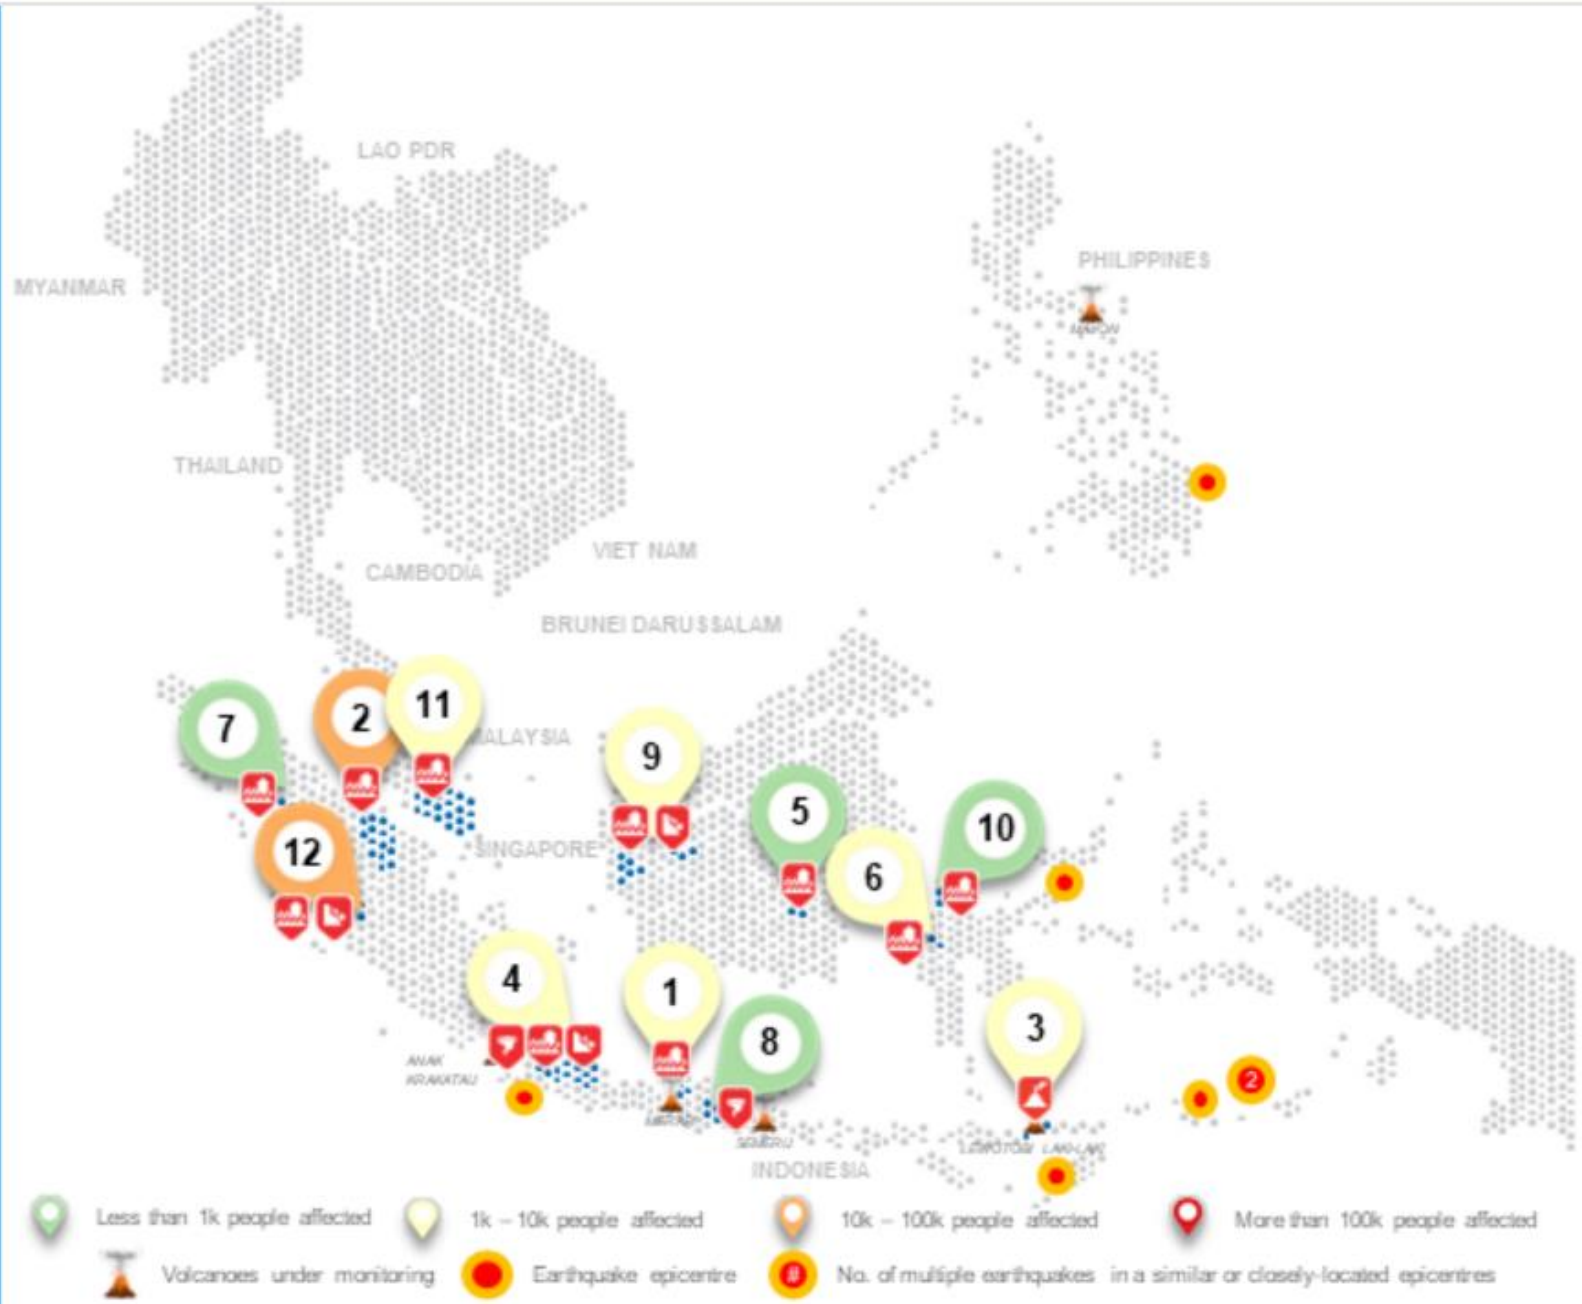 LAO PDR
PHILIPPINES
MYANMAR
MAYON
THAILAND
VIET NAM
CAMBODIA
BRUNEI DARUSSALAM
7
2
11
MALAYSIA
9
5
10
12
SINGAPORE
6
4
1
3
8
ANAK
KRAKATAU
2
MERAPI
SEMERU
LEWOTOBI LAKI-LAKI
INDONESIA
Less than 1k people affected
1k – 10k people affected
10k – 100k people affected
More than 100k people affected
Volcanoes under monitoring
Earthquake epicentre
#
No. of multiple earthquakes in a similar or closely-located epicentres